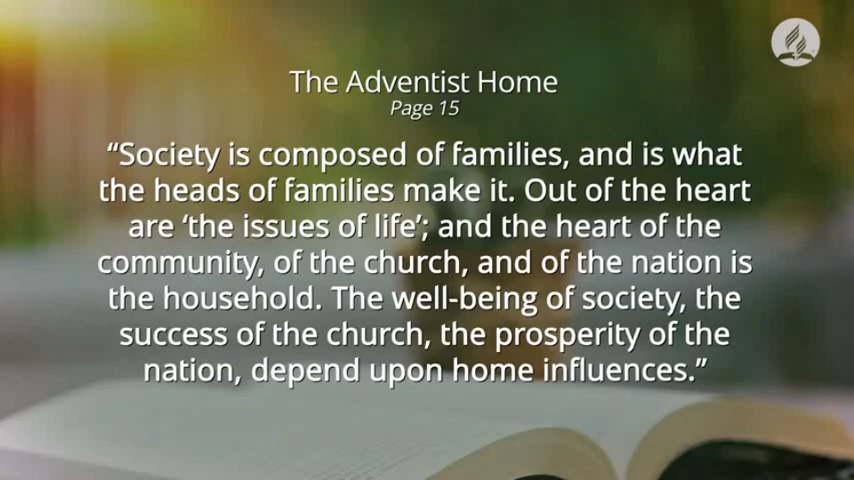 The Adventist Home
Page 15
“Society is composed of families, and is what
the heads of families make it. Out of the heart
are ‘the issues of life’; and the heart of the
community, of the church, and of the nation is
the household. The well-being of society, the
success of the church, the prosperity of the
nation, depend upon home influences.”